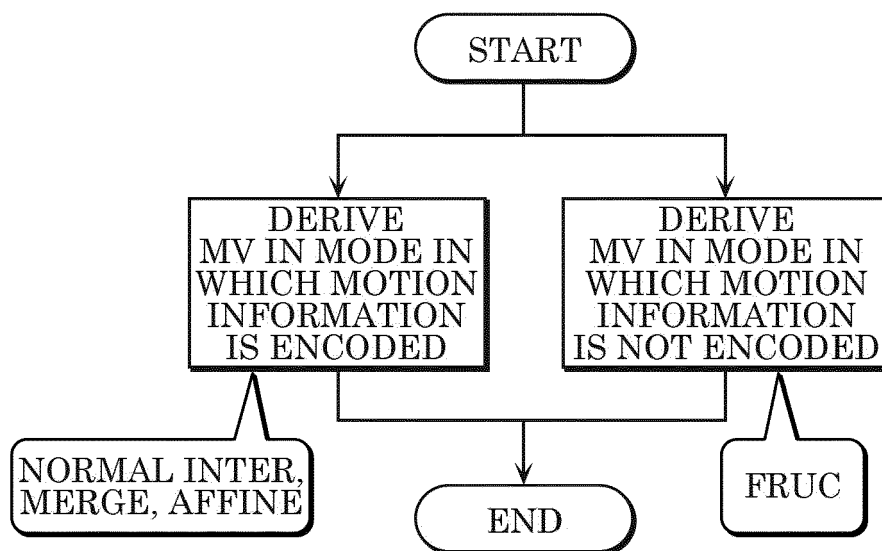 START
DERIVE
MV IN MODE IN
WHICH MOTION
INFORMATION
IS ENCODED
DERIVE
MV IN MODE IN
WHICH MOTION
INFORMATION
IS NOT ENCODED
NORMAL INTER,
MERGE, AFFINE
FRUC
END